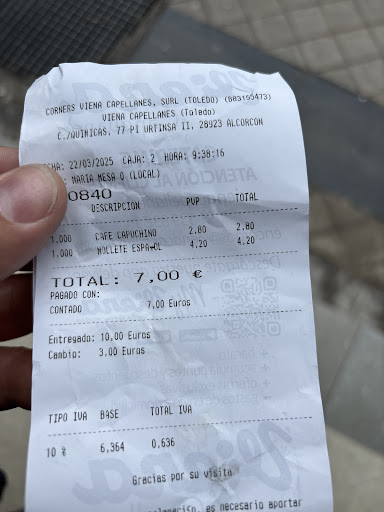 CORNERS VIENA CAPELLANES, SURL (TOLEDO) (B83155473)
VIENA CAPELLANES (Toledo)
C./QUIMICAS, 77 PI URTINSA II, 28923 ALCORCON
CHA: 22/03/2025 CAJA: 2 HORA: 9:38:16
MARIA MESA 0 (LOCAL)
0840
DESCRIPCION PVP TOTAL
1.000 CAFE CAPUCHINO 2.80 2.80
1.000 MOLLETE ESPA¥OL 4.20 4.20
TOTAL: 7,00 €
PAGADO CON:
CONTADO 7,00 Euros
Entregado: 10,00 Euros
Cambio: 3,00 Euros
TIPO IVA BASE TOTAL IVA
10 % 6,364 0,636
Gracias por su visita
es necesario aportar